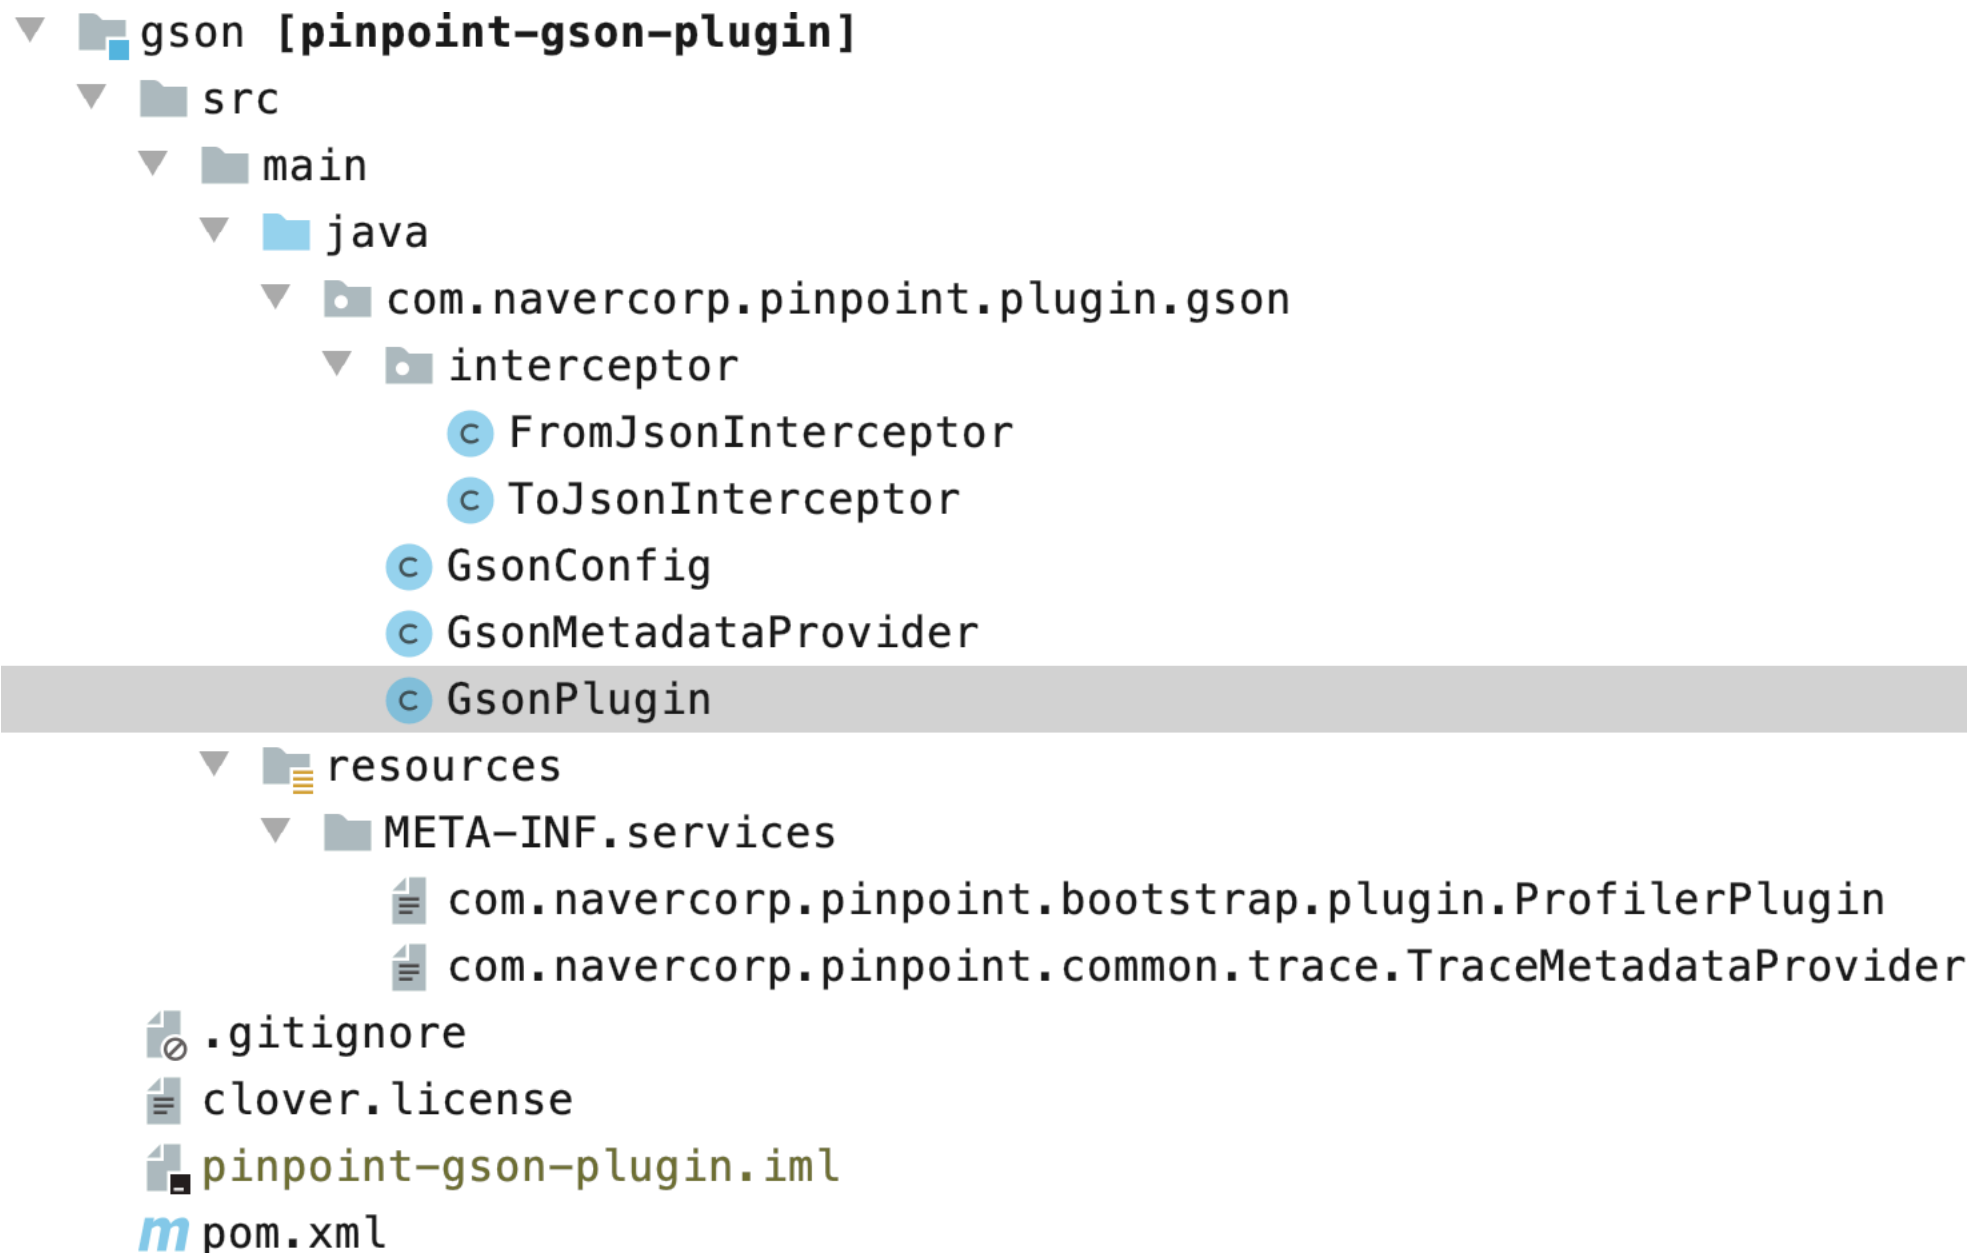 gson [pinpoint-gson-plugin]
src
main
java
com.navercorp.pinpoint.plugin.gson
interceptor
C FromJsonInterceptor
C ToJsonInterceptor
C GsonConfig
C GsonMetadataProvider
C GsonPlugin
resources
META-INF.services
com.navercorp.pinpoint.bootstrap.plugin.ProfilerPlugin
com.navercorp.pinpoint.common.trace.TraceMetadataProvider
.gitignore
clover.license
pinpoint-gson-plugin.iml
m pom.xml